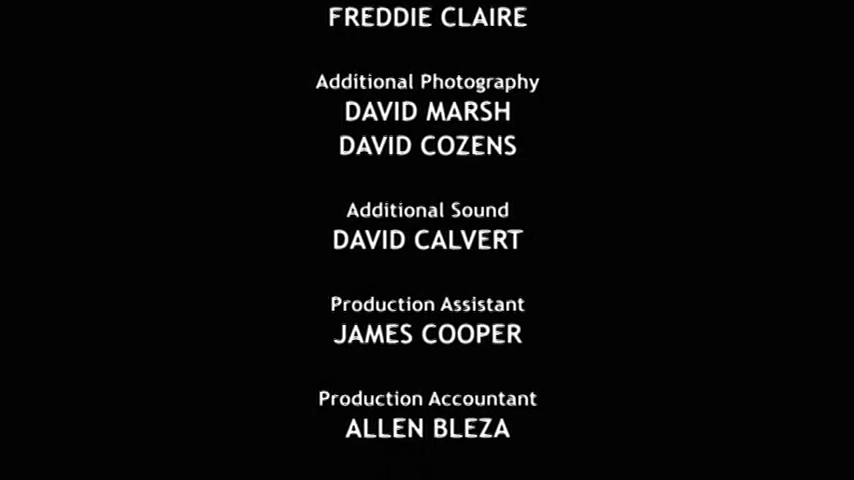 FREDDIE CLAIRE
Additional Photography
DAVID MARSH
DAVID COZENS
Additional Sound
DAVID CALVERT
Production Assistant
JAMES COOPER
Production Accountant
ALLEN BLEZA